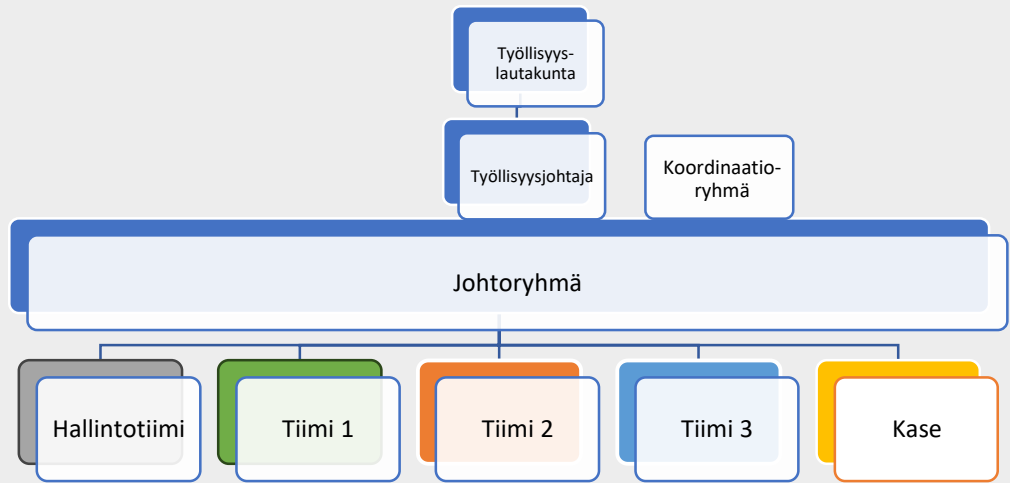 Työllisyys-
lautakunta
Työllisyysjohtaja
Koordinaatio-
ryhmä
Johtoryhmä
Hallintotiimi
Tiimi 1
Tiimi 2
Tiimi 3
Kase